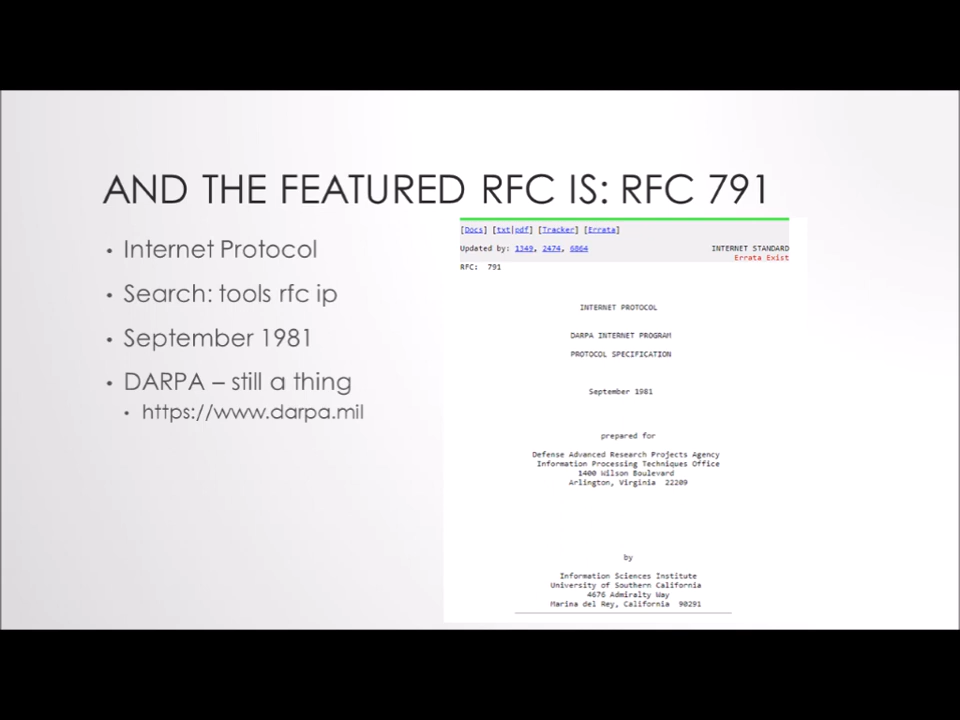 AND THE FEATURED RFC IS: RFC 791
• Internet Protocol
• Search: tools rfc ip
• September 1981
• DARPA – still a thing
• https://www.darpa.mil
[Docs] [txt|pdf] [Tracker] [Errata]
Updated by: 1349, 2474, 6864 INTERNET STANDARD
Errata Exist
RFC: 791
INTERNET PROTOCOL
DARPA INTERNET PROGRAM
PROTOCOL SPECIFICATION
September 1981
prepared for
Defense Advanced Research Projects Agency
Information Processing Techniques Office
1400 Wilson Boulevard
Arlington, Virginia 22209
by
Information Sciences Institute
University of Southern California
4676 Admiralty Way
Marina del Rey, California 90291